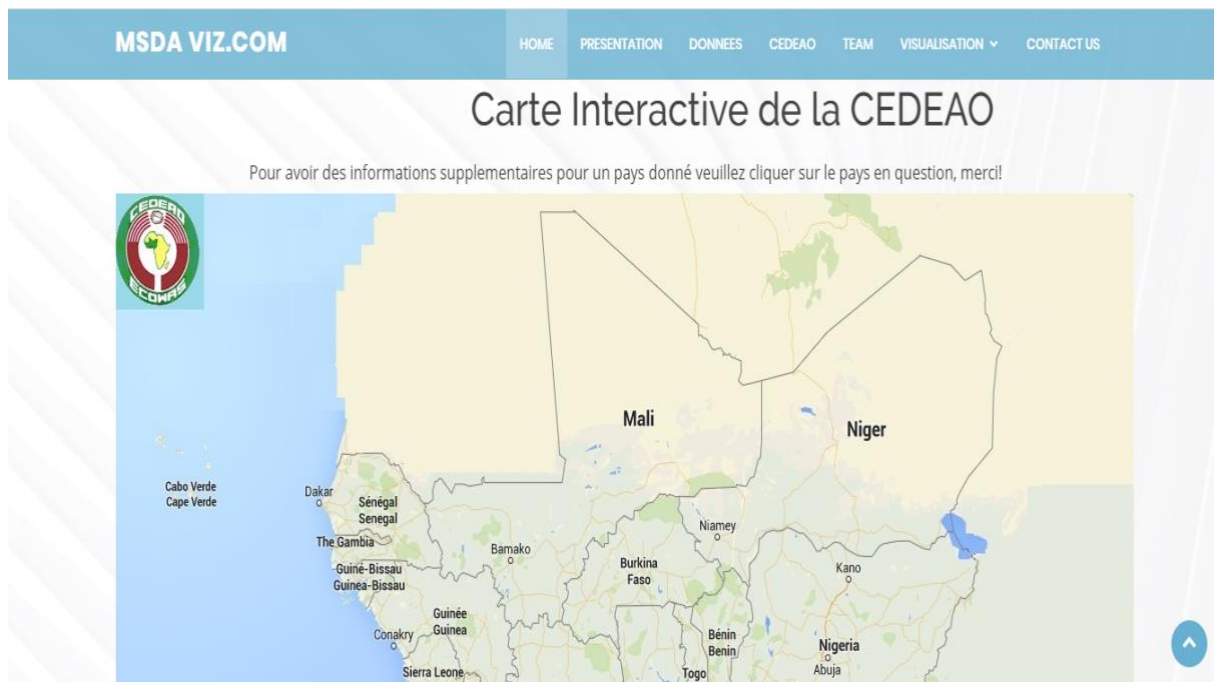 MSDA VIZ.COM
HOME PRESENTATION DONNEES CEDEAO TEAM VISUALISATION CONTACT US
Carte Interactive de la CEDEAO
Pour avoir des informations supplementaires pour un pays donné veuillez cliquer sur le pays en question, merci!
CEDEAO
ECOWAS
Mali
Niger
Cabo Verde
Cape Verde
Dakar
Sénégal
Senegal
The Gambia
Guiné-Bissau
Guinea-Bissau
Bamako
Niamey
Burkina
Faso
Kano
Guinée
Guinea
Conakry
Bénin
Benin
Nigeria
Abuja
Sierra Leone
Togo